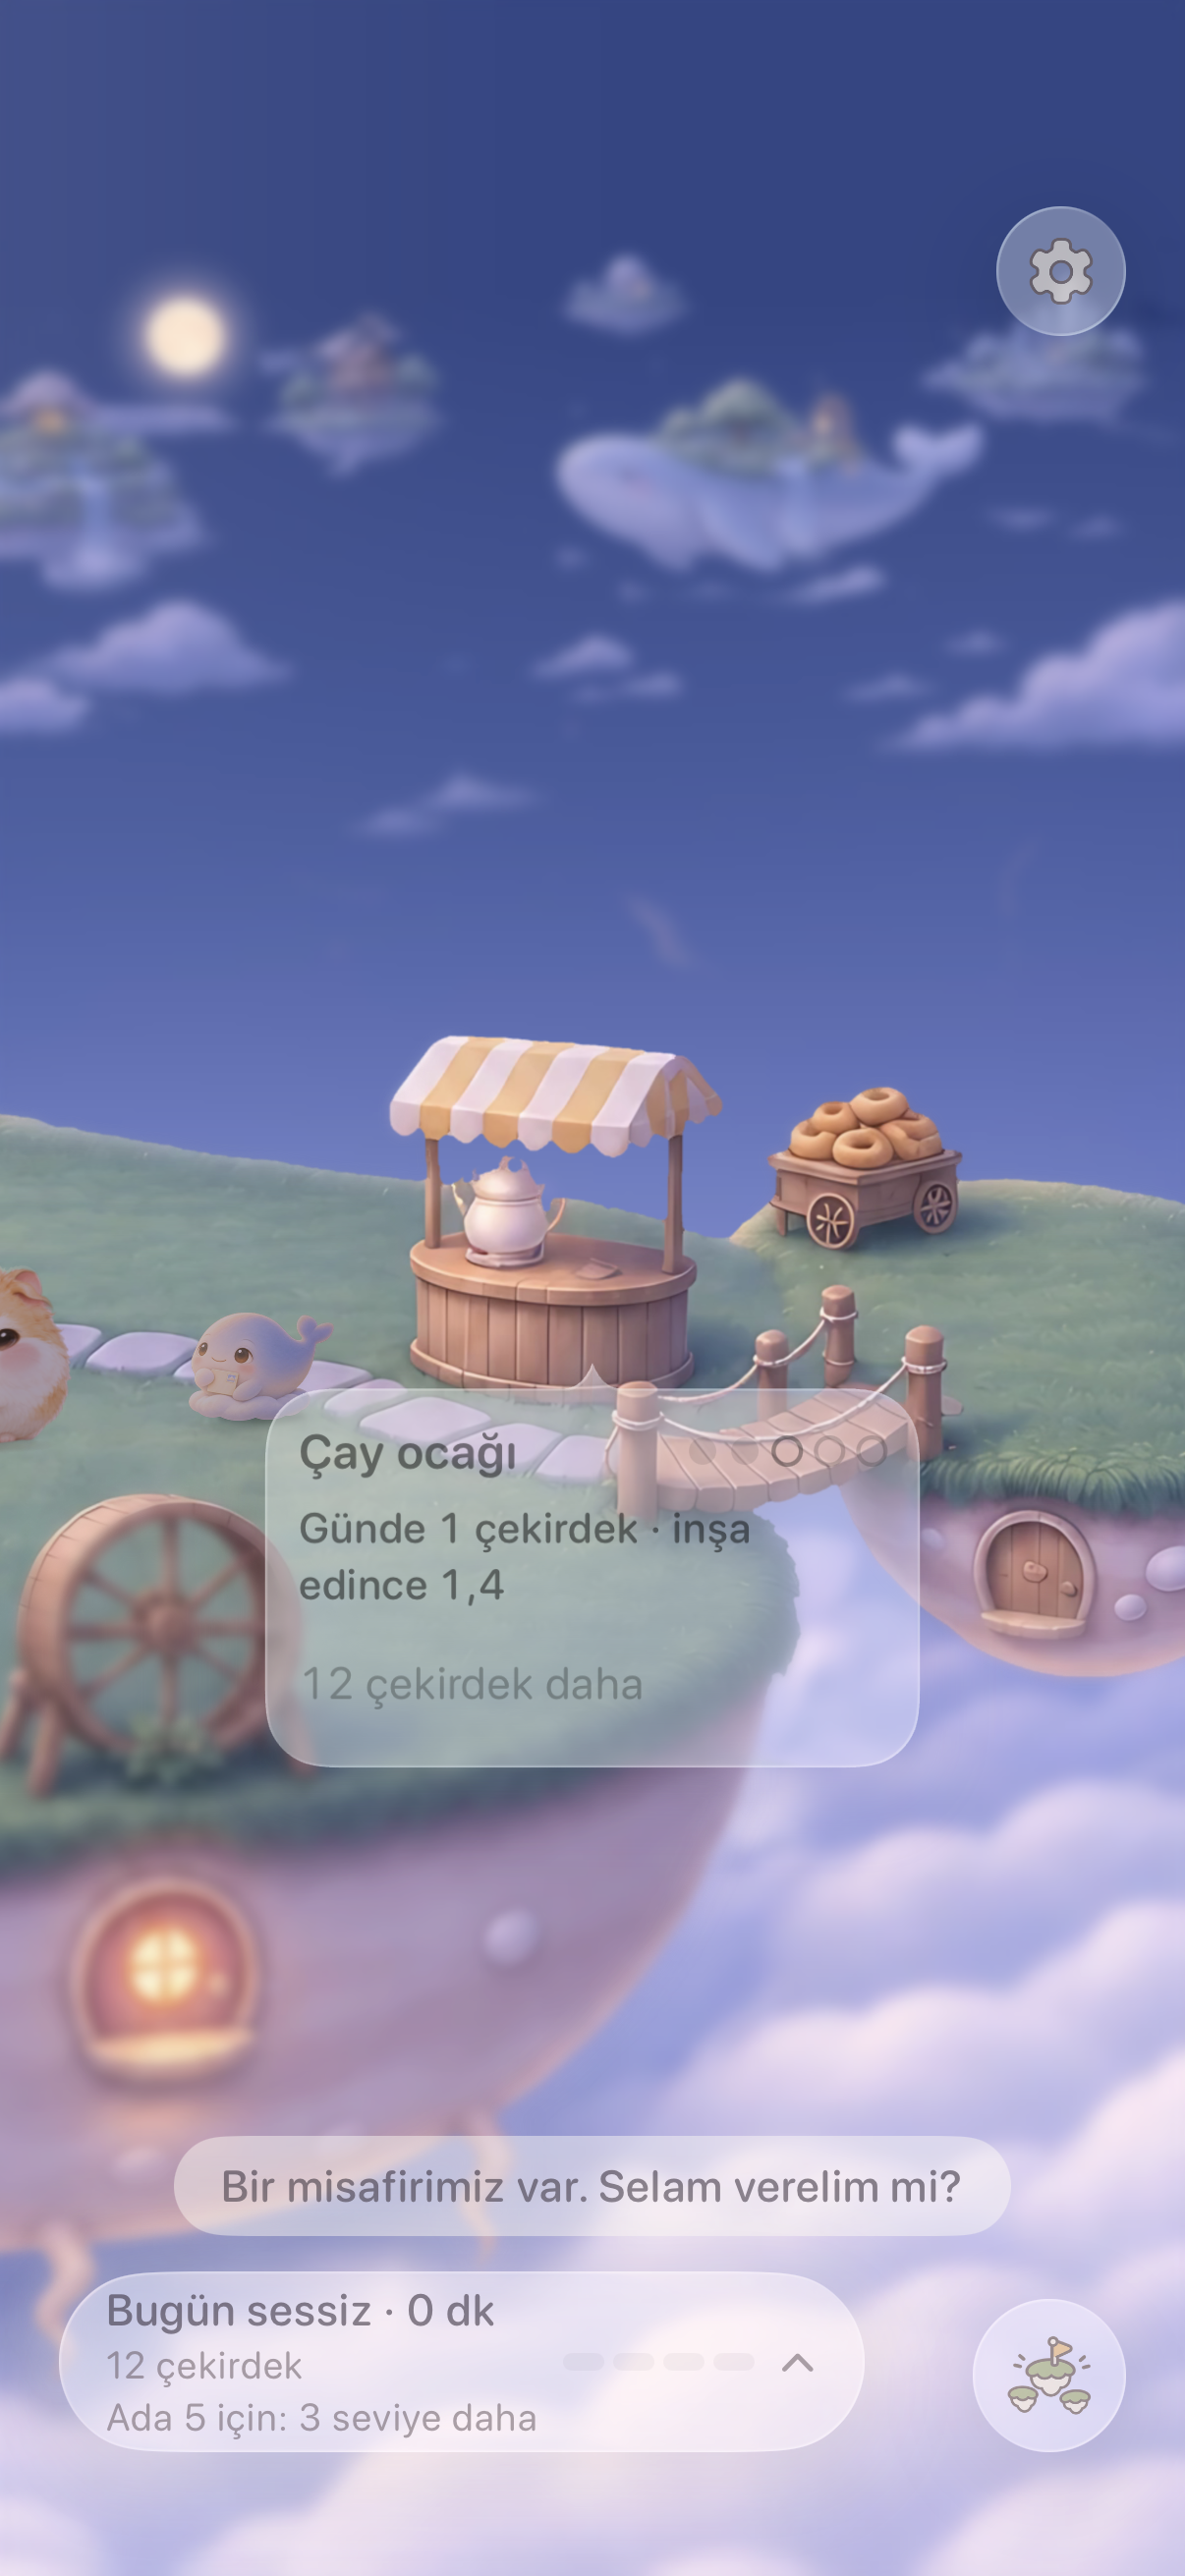 Çay ocağı
Günde 1 çekirdek · inşa
edince 1,4
12 çekirdek daha
Bir misafirimiz var. Selam verelim mi?
Bugün sessiz · 0 dk
12 çekirdek
Ada 5 için: 3 seviye daha